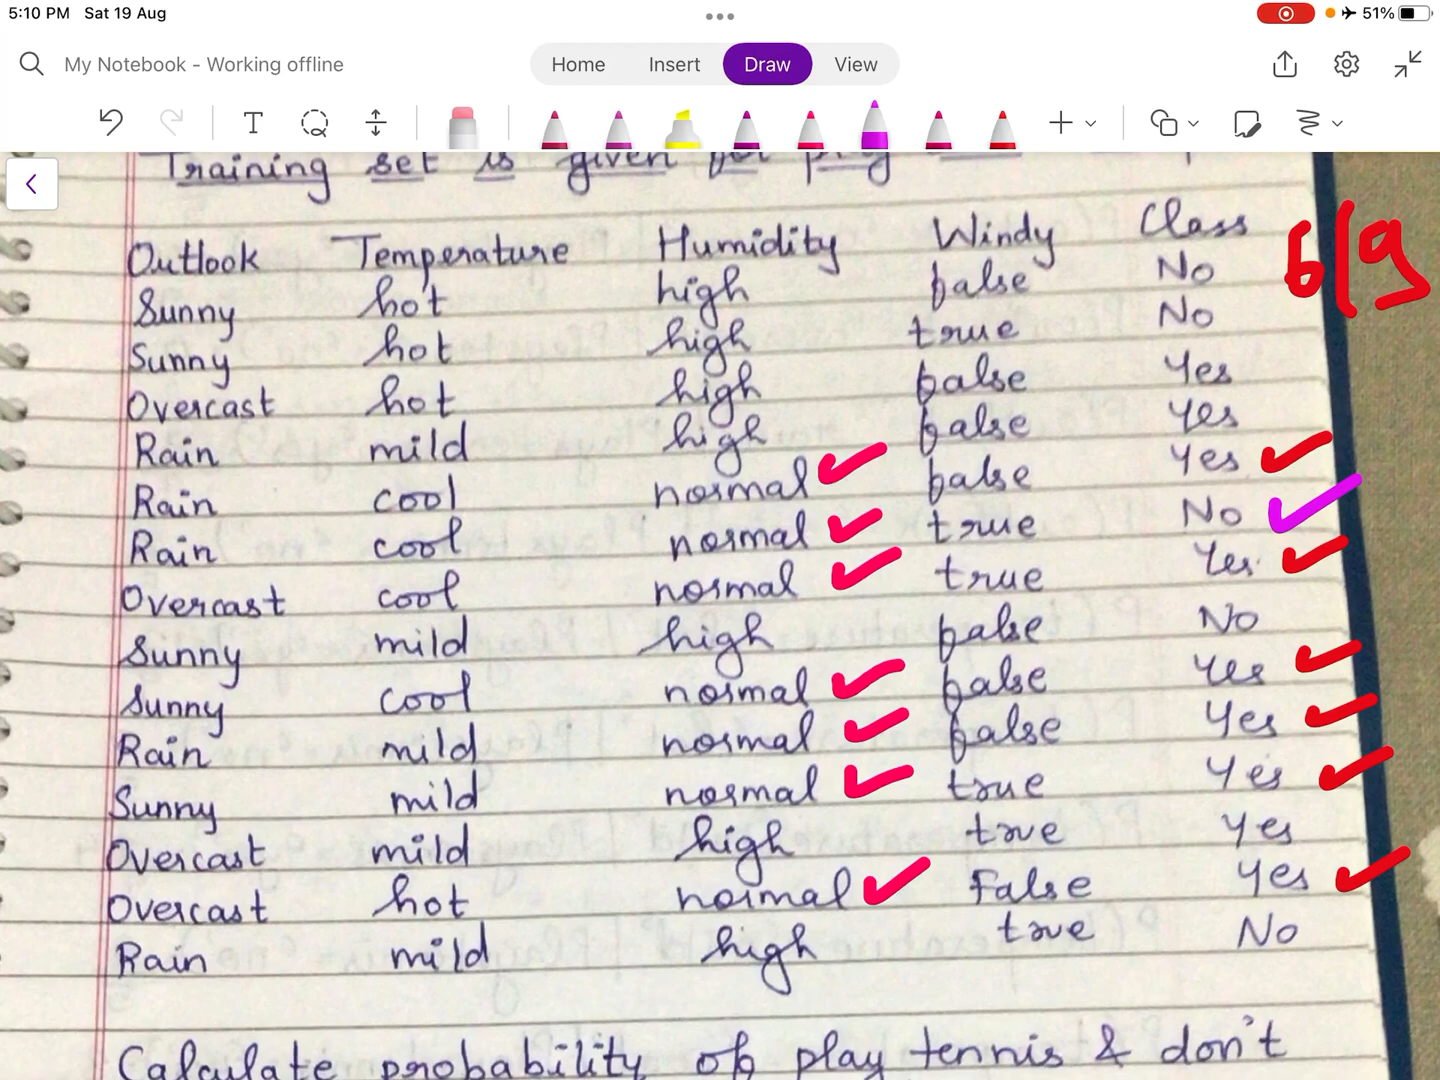 5:10 PM Sat 19 Aug 51%
My Notebook - Working offline Home Insert Draw View
T
Training set is given for play
Outlook Temperature Humidity Windy Class
Sunny hot high false No
Sunny hot high true No
Overcast hot high false Yes
Rain mild high false Yes
Rain cool normal false Yes
Rain cool normal true No
Overcast cool normal true Yes
Sunny mild high false No
Sunny cool normal false Yes
Rain mild normal false Yes
Sunny mild normal true Yes
Overcast mild high true Yes
Overcast hot normal False Yes
Rain mild high true No
6/9
Calculate probability of play tennis & don't